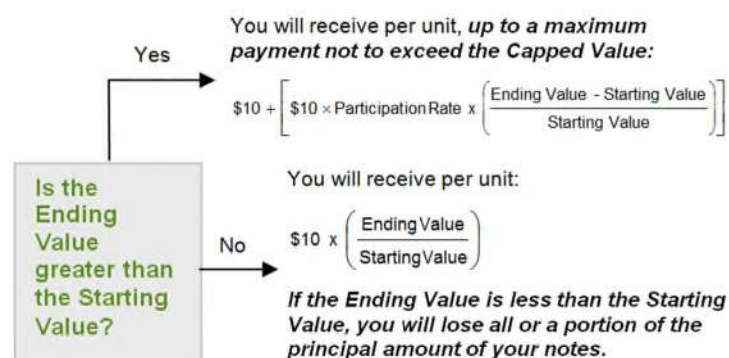 You will receive per unit, up to a maximum
payment not to exceed the Capped Value:
Yes
$10 + [ $10 × Participation Rate x ( Ending Value - Starting Value
Starting Value ) ]
Is the
Ending
Value
greater than
the Starting
Value?
No
You will receive per unit:
$10 x ( Ending Value
Starting Value )
If the Ending Value is less than the Starting
Value, you will lose all or a portion of the
principal amount of your notes.